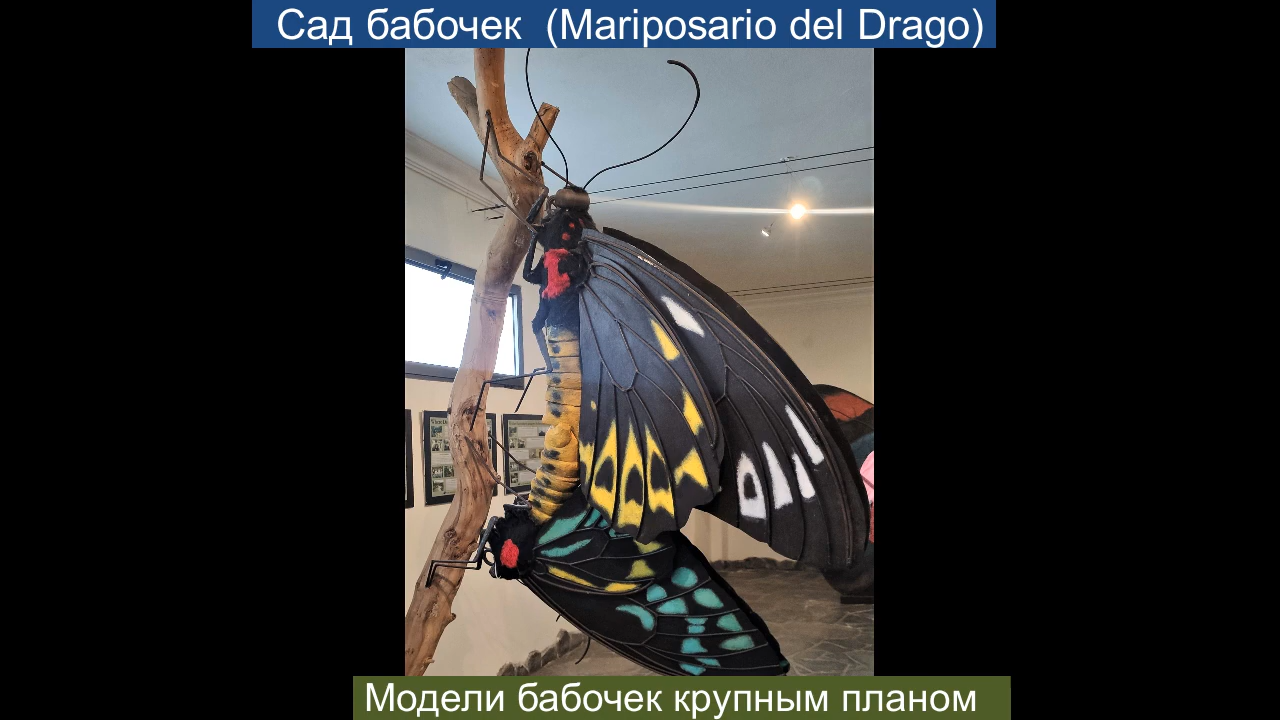 Сад бабочек (Mariposario del Drago)
Модели бабочек крупным планом